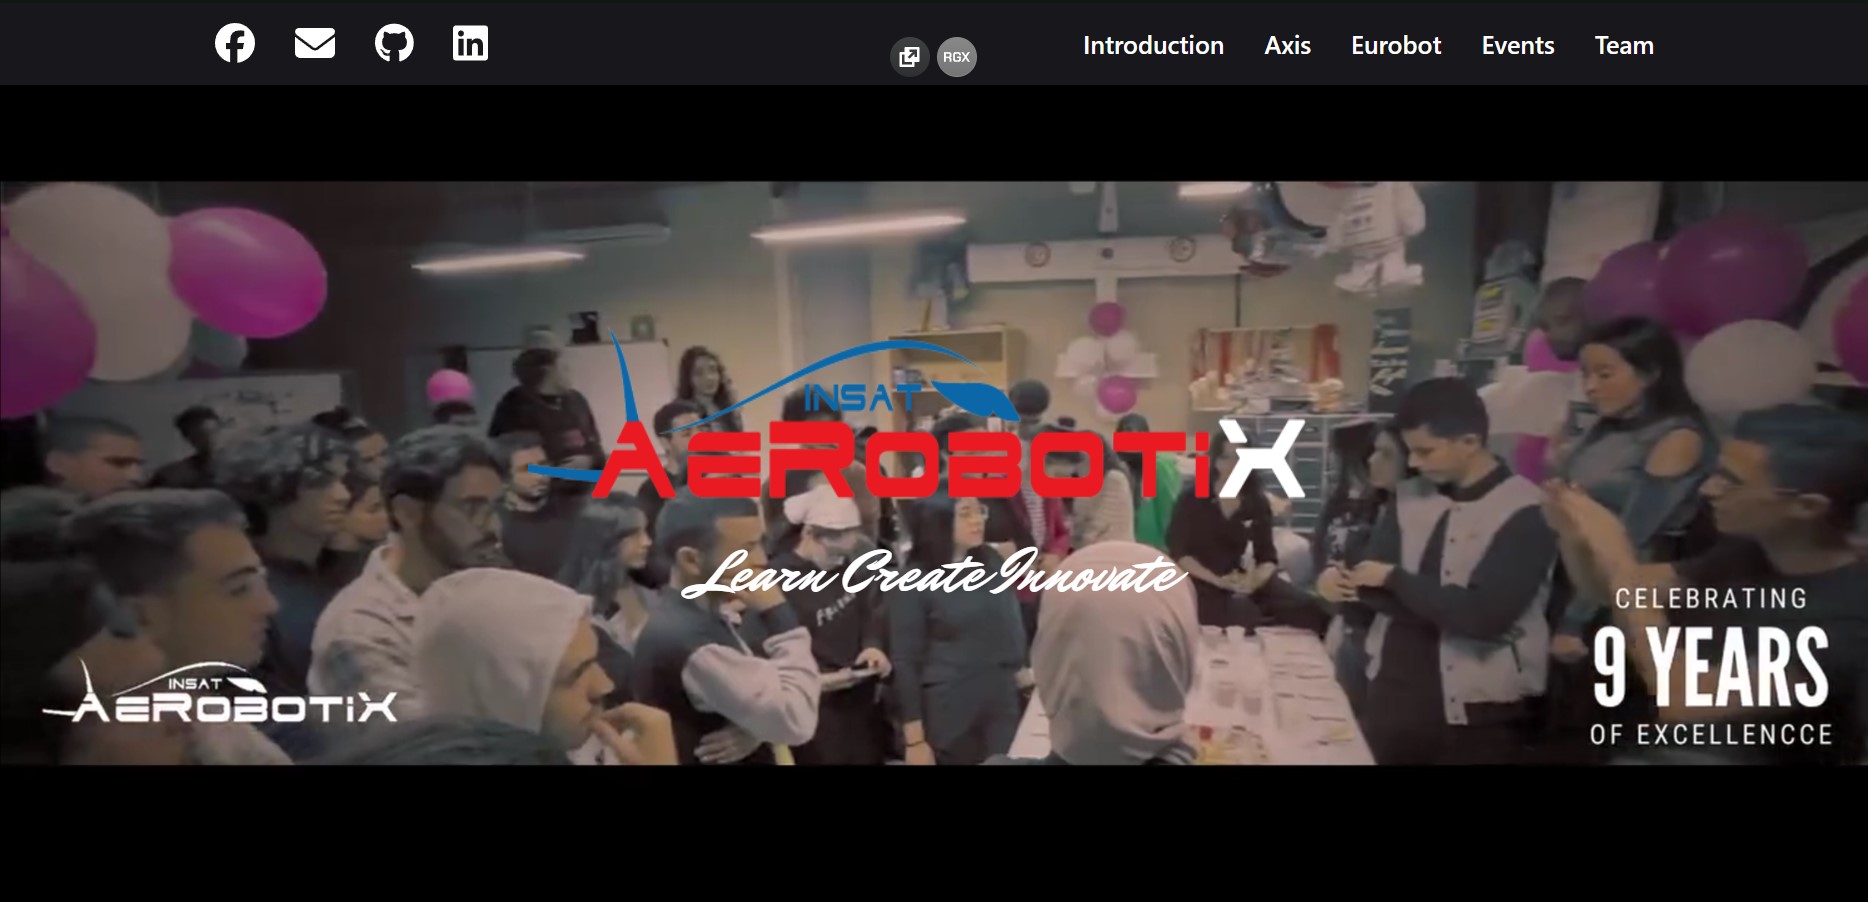 RGX
Introduction
Axis
Eurobot
Events
Team
INSAT
AeRoboTiX
Learn Create Innovate
INSAT
AeRoboTiX
CELEBRATING
9 YEARS
OF EXCELLENCCE